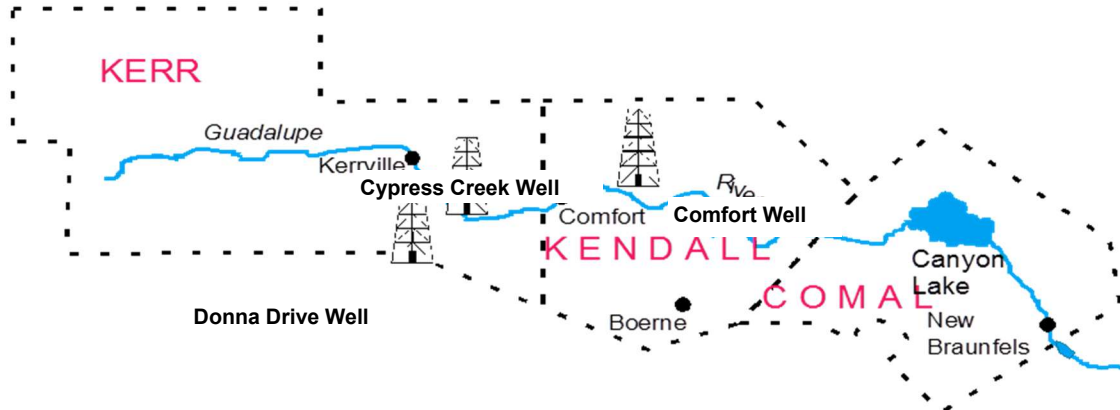 KERR
Guadalupe
Kerrville
Cypress Creek Well
Rive
Comfort
Comfort Well
KENDALL
Canyon
Lake
COMAL
Donna Drive Well
Boerne
New
Braunfels